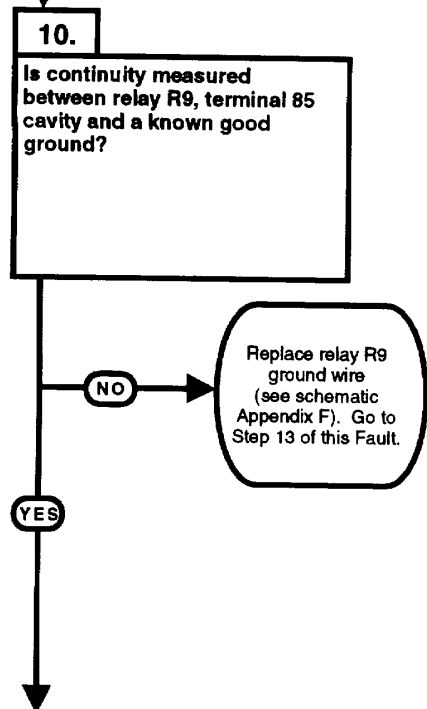 10.
Is continuity measured
between relay R9, terminal 85
cavity and a known good
ground?
Replace relay R9
ground wire
(see schematic
Appendix F). Go to
Step 13 of this Fault.
NO
YES